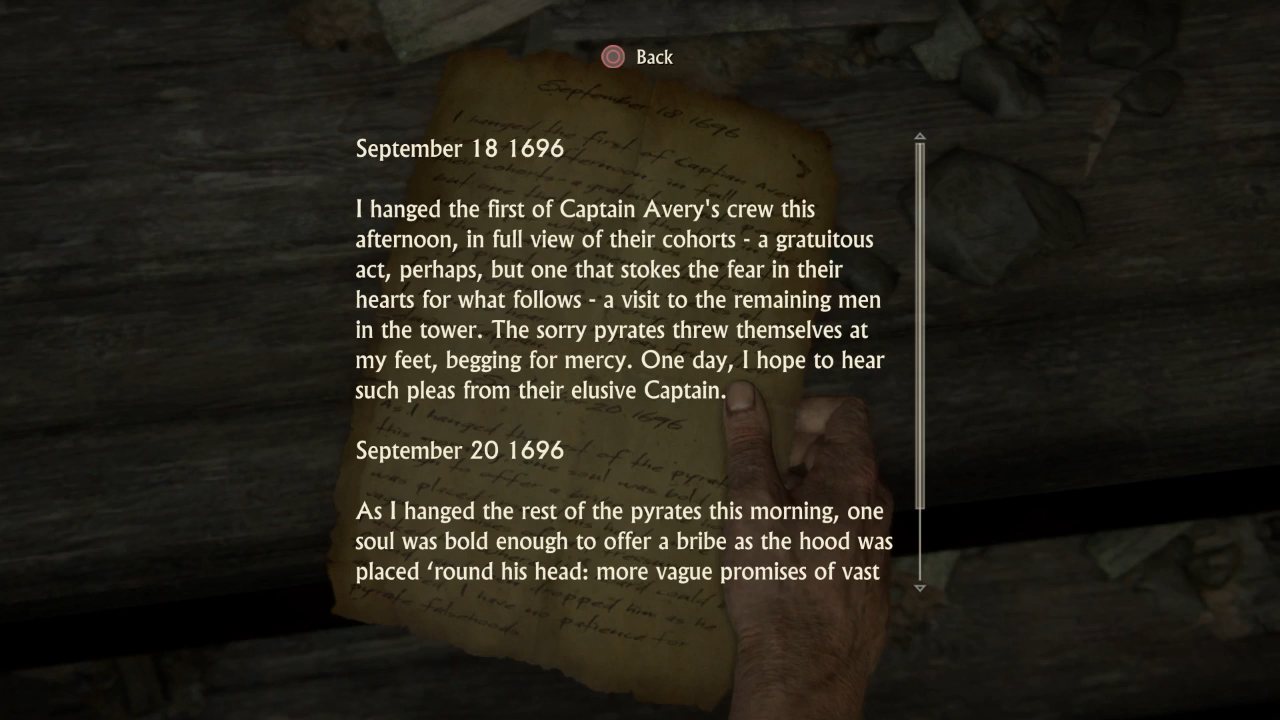 Back
September 18 1696
I hanged the first of Captain Avery's crew this
afternoon, in full view of their cohorts - a gratuitous
act, perhaps, but one that stokes the fear in their
hearts for what follows - a visit to the remaining men
in the tower. The sorry pyrates threw themselves at
my feet, begging for mercy. One day, I hope to hear
such pleas from their elusive Captain.
September 20 1696
As I hanged the rest of the pyrates this morning, one
soul was bold enough to offer a bribe as the hood was
placed ‘round his head: more vague promises of vast